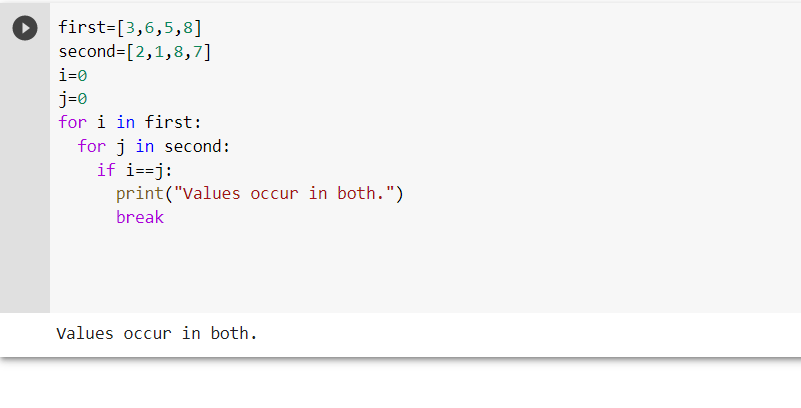 first=[3,6,5,8]
second=[2,1,8,7]
i=0
j=0
for i in first:
  for j in second:
    if i==j:
      print("Values occur in both.")
      break
Values occur in both.